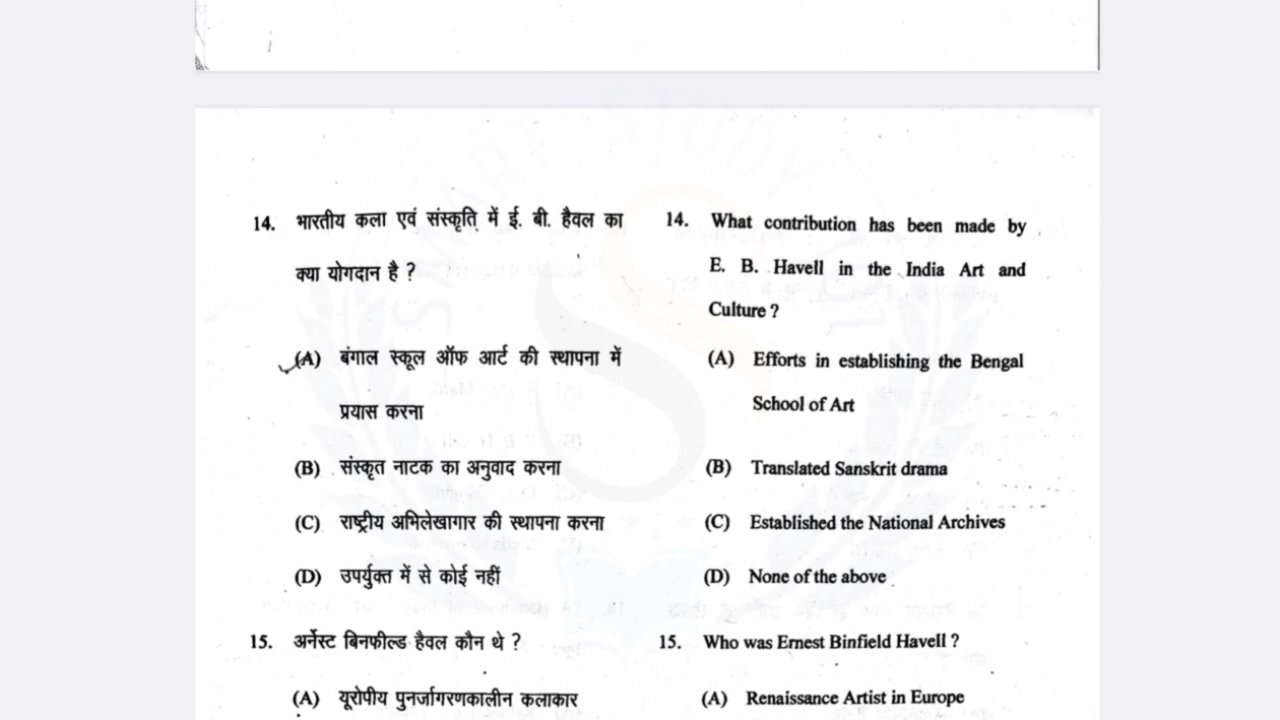 14. भारतीय कला एवं संस्कृति में ई. बी. हैवल का
क्या योगदान है ?
(A) बंगाल स्कूल ऑफ आर्ट की स्थापना में
प्रयास करना
(B) संस्कृत नाटक का अनुवाद करना
(C) राष्ट्रीय अभिलेखागार की स्थापना करना
(D) उपर्युक्त में से कोई नहीं
15. अर्नेस्ट बिनफील्ड हैवल कौन थे ?
(A) यूरोपीय पुनर्जागरणकालीन कलाकार
14. What contribution has been made by
E. B. Havell in the India Art and
Culture ?
(A) Efforts in establishing the Bengal
School of Art
(B) Translated Sanskrit drama
(C) Established the National Archives
(D) None of the above
15. Who was Ernest Binfield Havell ?
(A) Renaissance Artist in Europe